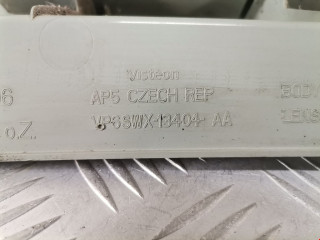 Visteon
AP5 CZECH REP
VP6SWX-13404-AA
o.Z.